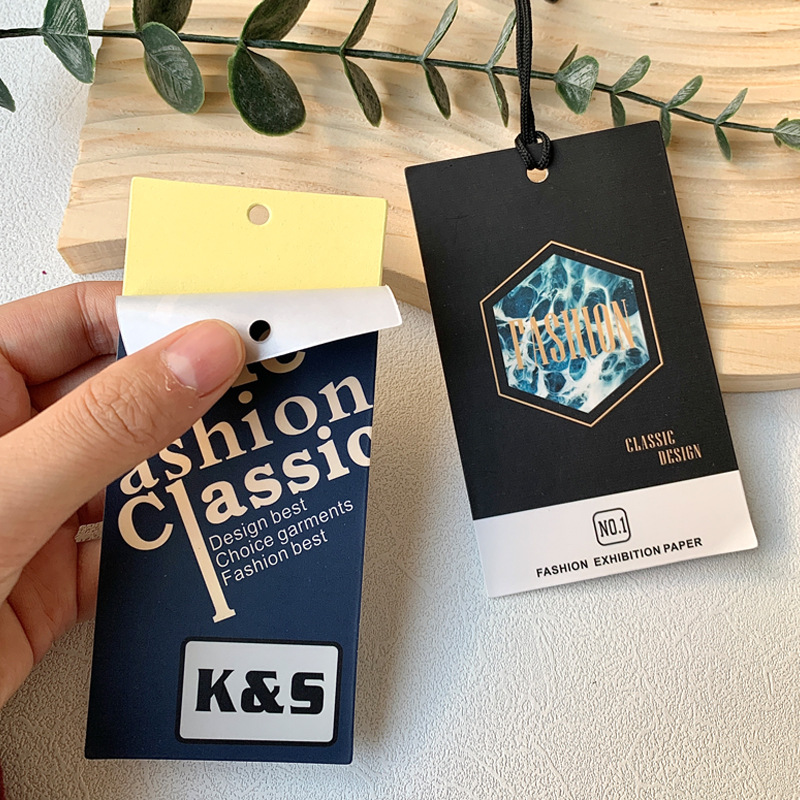 ashion
Classic
Design best
Choice garments
Fashion best
K&S
FASHION
CLASSIC
DESIGN
NO.1
FASHION EXHIBITION PAPER